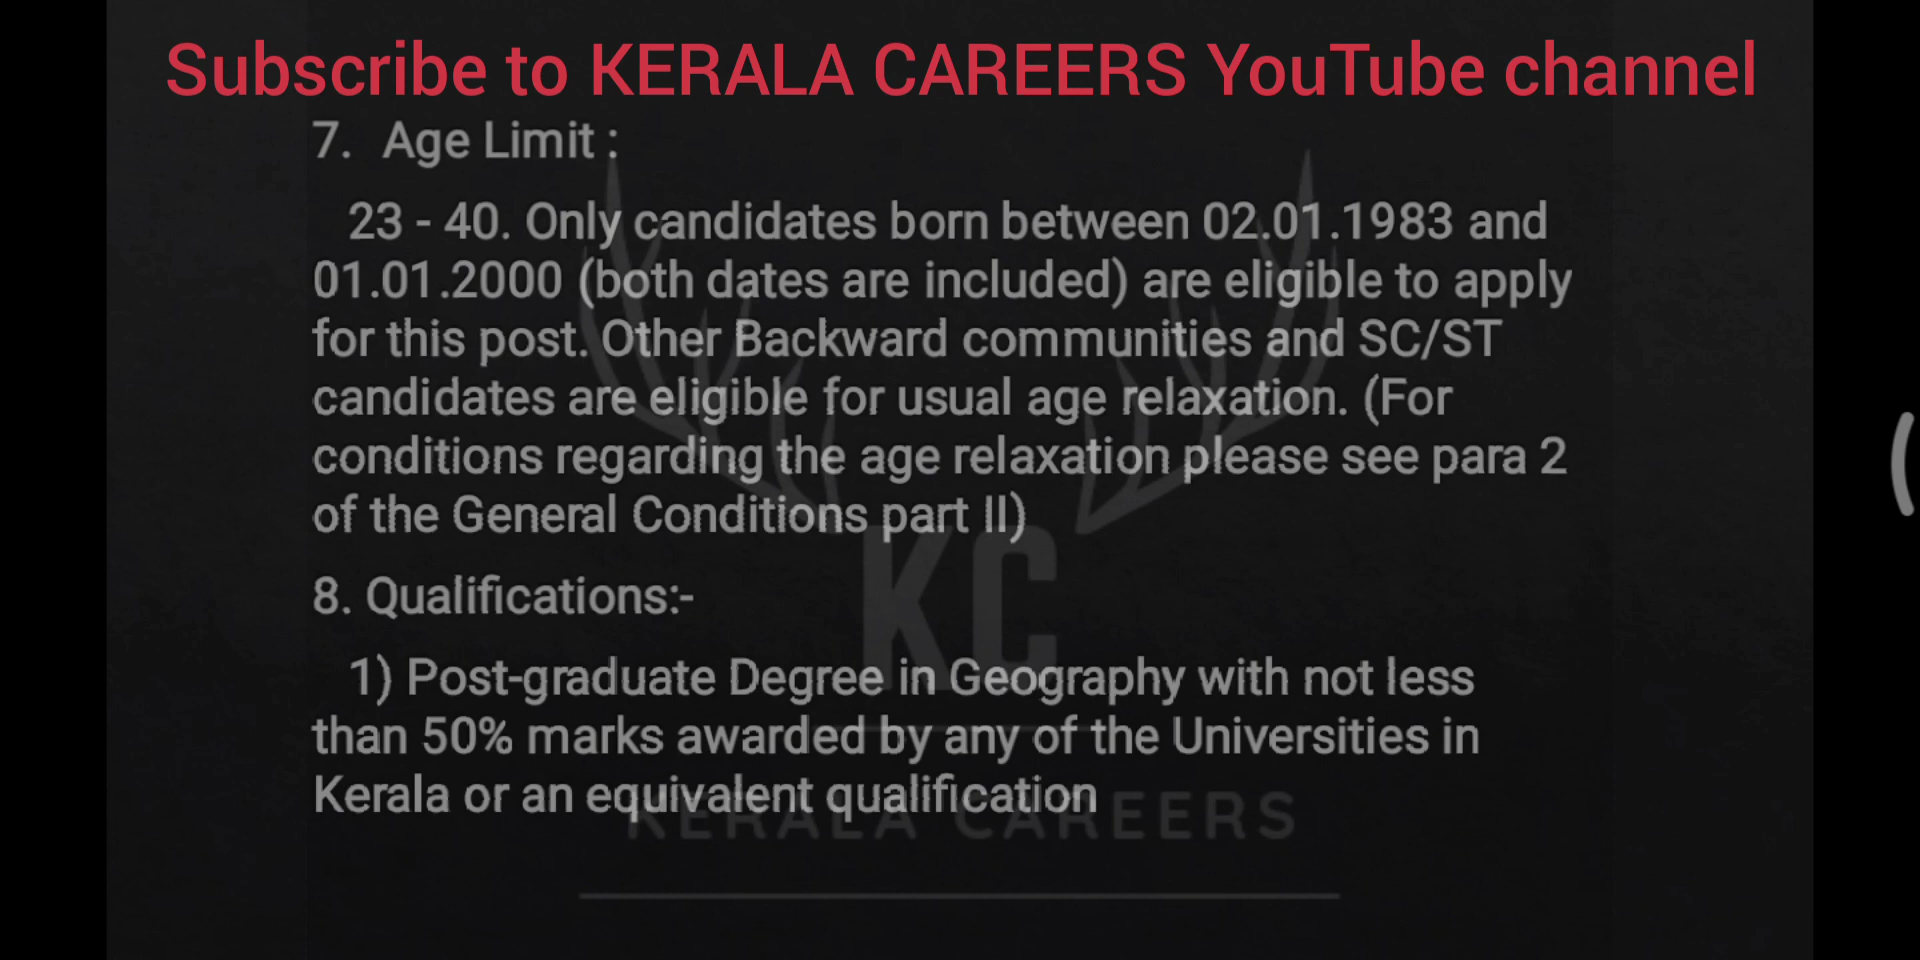 Subscribe to KERALA CAREERS YouTube channel
7. Age Limit :
23 - 40. Only candidates born between 02.01.1983 and
01.01.2000 (both dates are included) are eligible to apply
for this post. Other Backward communities and SC/ST
candidates are eligible for usual age relaxation. (For
conditions regarding the age relaxation please see para 2
of the General Conditions part II)
KC
8. Qualifications:-
1) Post-graduate Degree in Geography with not less
than 50% marks awarded by any of the Universities in
Kerala or an equivalent qualification
KERALA CAREERS